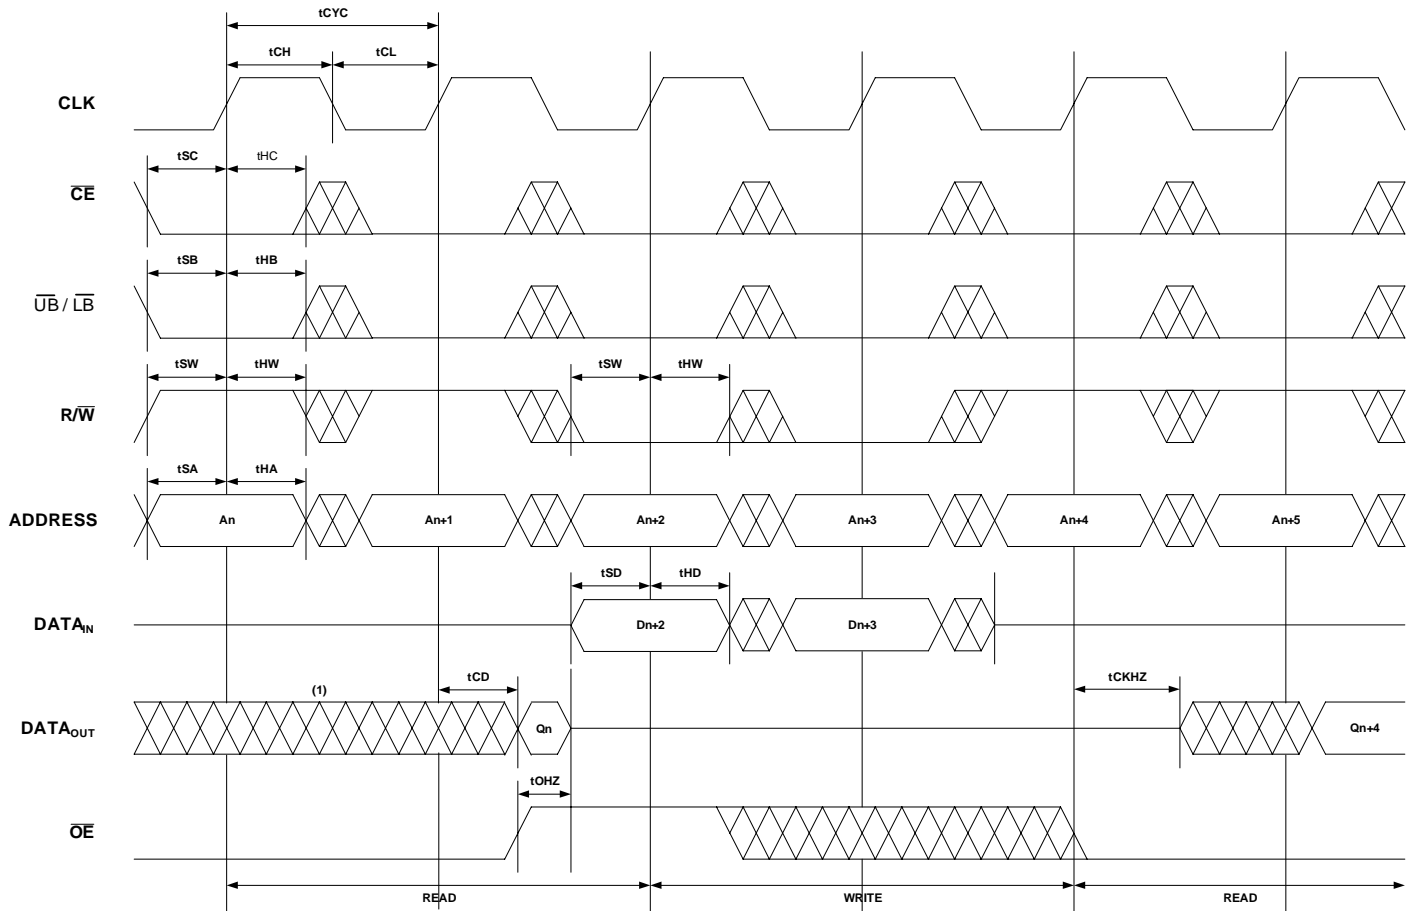 tCYC
tCH tCL
CLK
tSC tHC
CE
tSB tHB
UB / LB
tSW tHW tSW tHW
R/W
tSA tHA
ADDRESS An An+1 An+2 An+3 An+4 An+5
tSD tHD
DATAIN Dn+2 Dn+3
tCD tCKHZ
(1)
DATAOUT Qn Qn+4
tOHZ
OE
READ WRITE READ